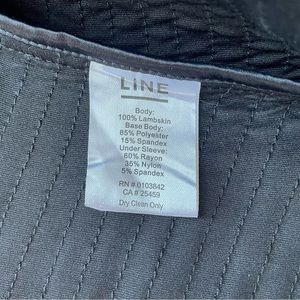 LINE
Body:
100% Lambskin
Base Body:
85% Polyester
15% Spandex
Under Sleeve:
60% Rayon
35% Nylon
5% Spandex
RN # 0103842
CA # 25459
Dry Clean Only